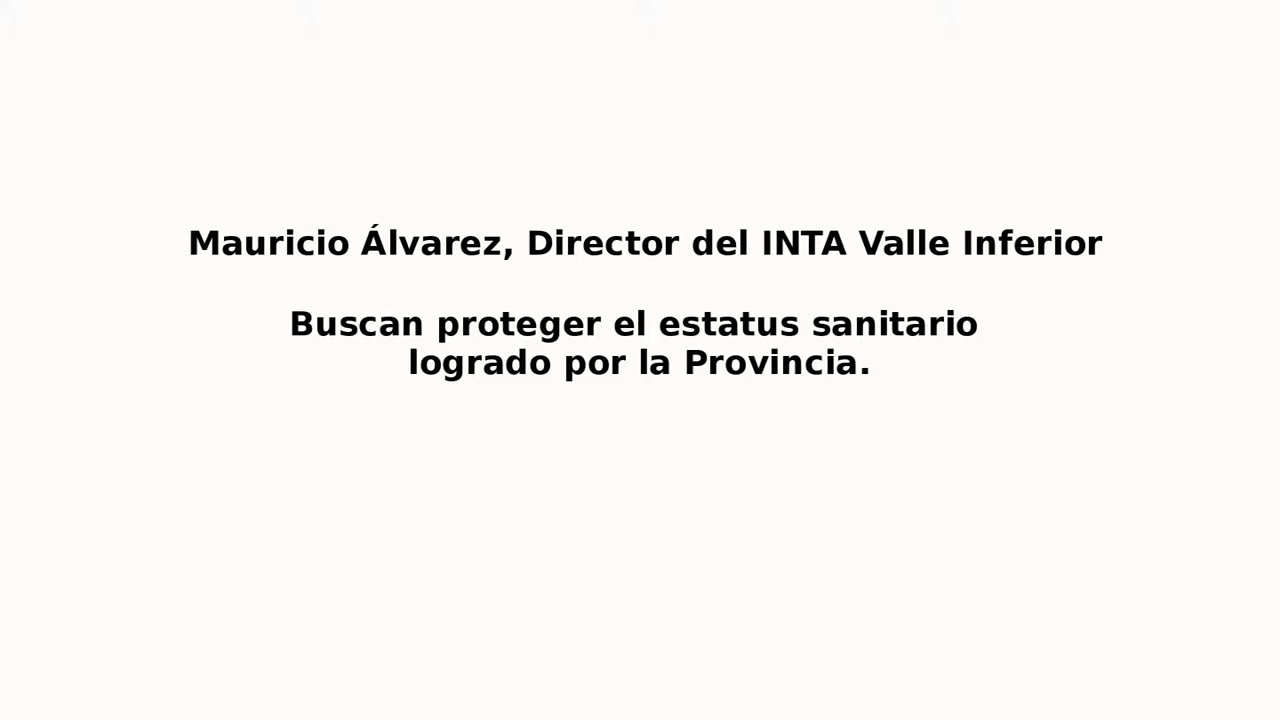 Mauricio Álvarez, Director del INTA Valle Inferior
Buscan proteger el estatus sanitario
logrado por la Provincia.